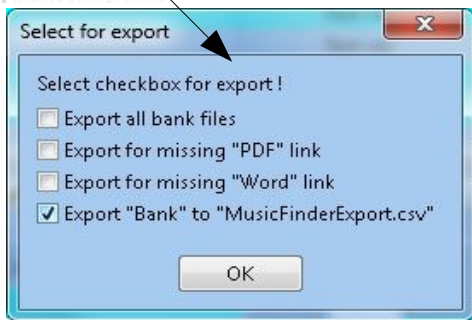 Select for export
Select checkbox for export !
Export all bank files
Export for missing "PDF" link
Export for missing "Word" link
Export "Bank" to "MusicFinderExport.csv"
OK